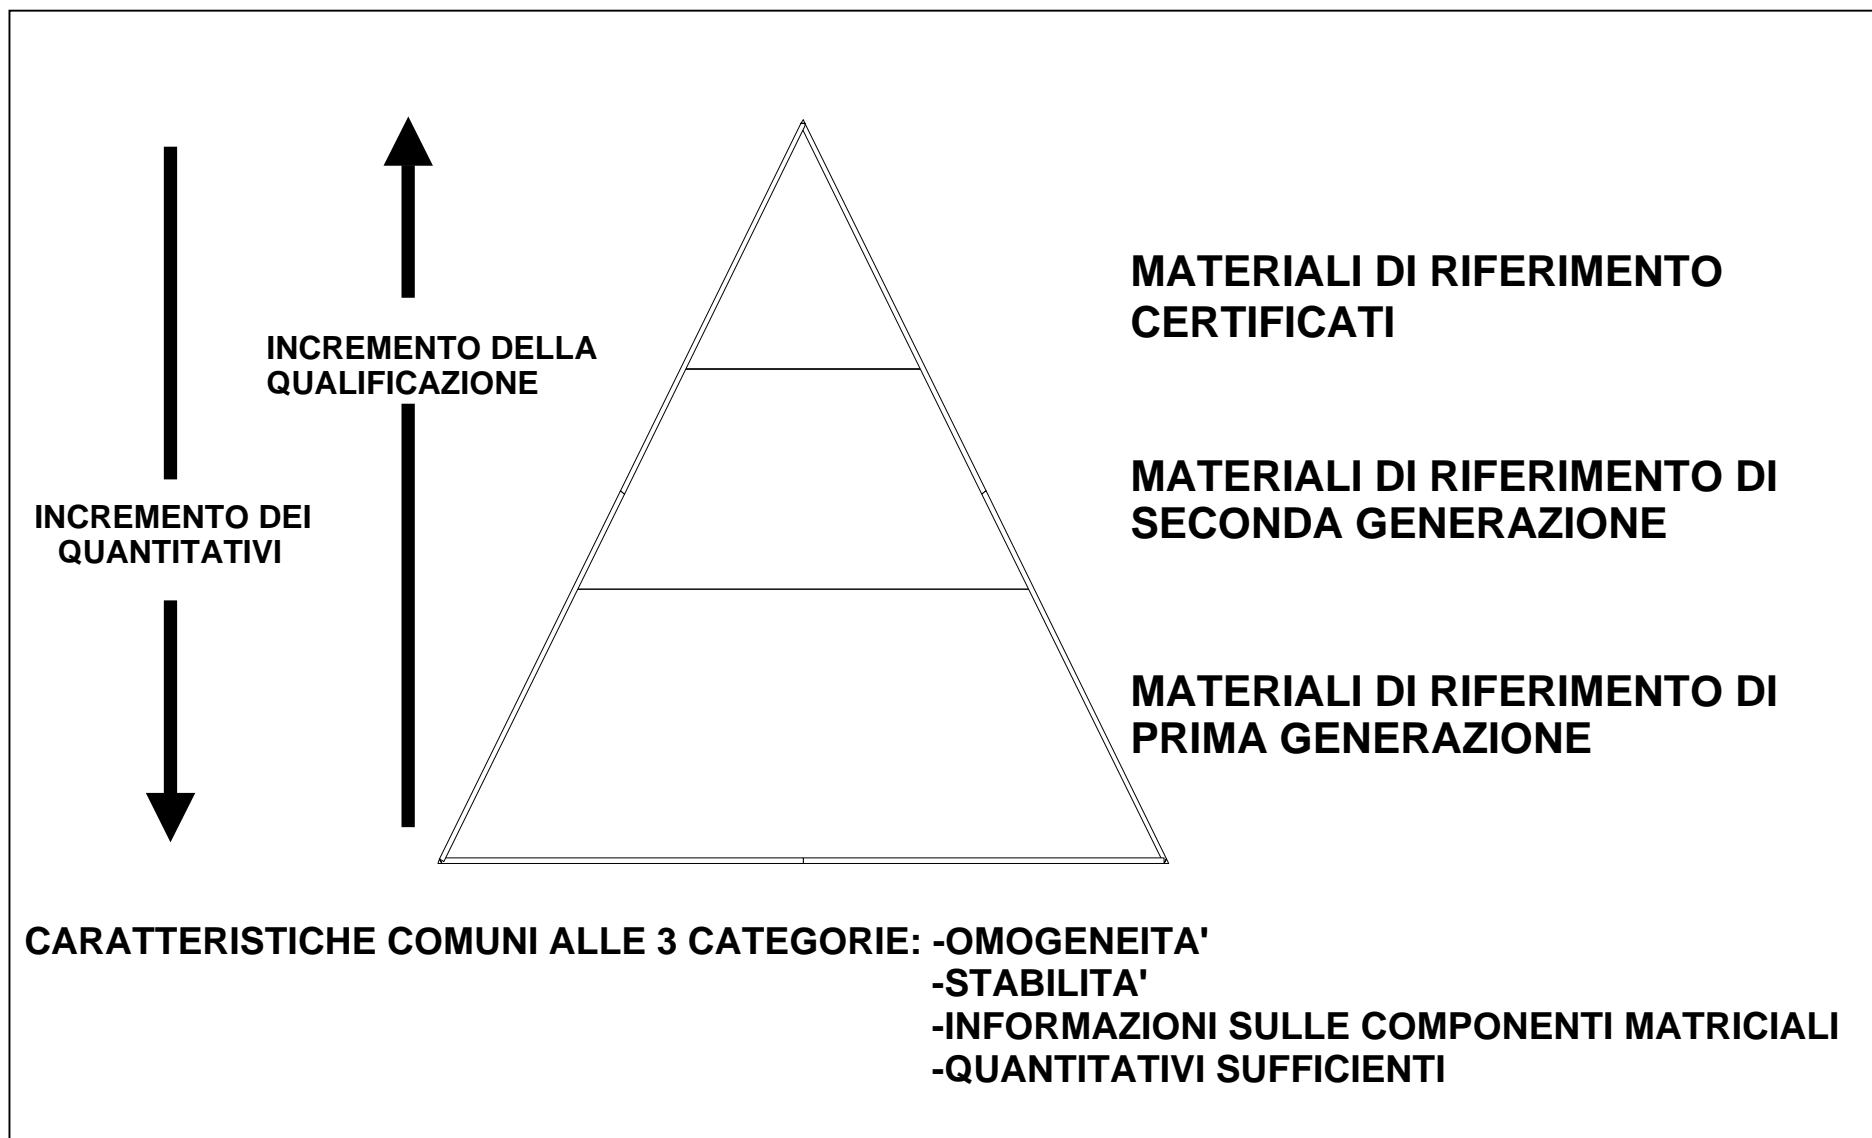 INCREMENTO DELLA
QUALIFICAZIONE
INCREMENTO DEI
QUANTITATIVI
MATERIALI DI RIFERIMENTO
CERTIFICATI
MATERIALI DI RIFERIMENTO DI
SECONDA GENERAZIONE
MATERIALI DI RIFERIMENTO DI
PRIMA GENERAZIONE
CARATTERISTICHE COMUNI ALLE 3 CATEGORIE: -OMOGENEITA'
-STABILITA'
-INFORMAZIONI SULLE COMPONENTI MATRICIALI
-QUANTITATIVI SUFFICIENTI